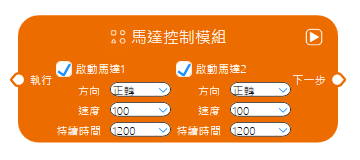 馬達控制模組
執行
啟動馬達1 啟動馬達2
方向 正轉 方向 正轉
下一步
速度 100 速度 100
持續時間 1200 持續時間 1200